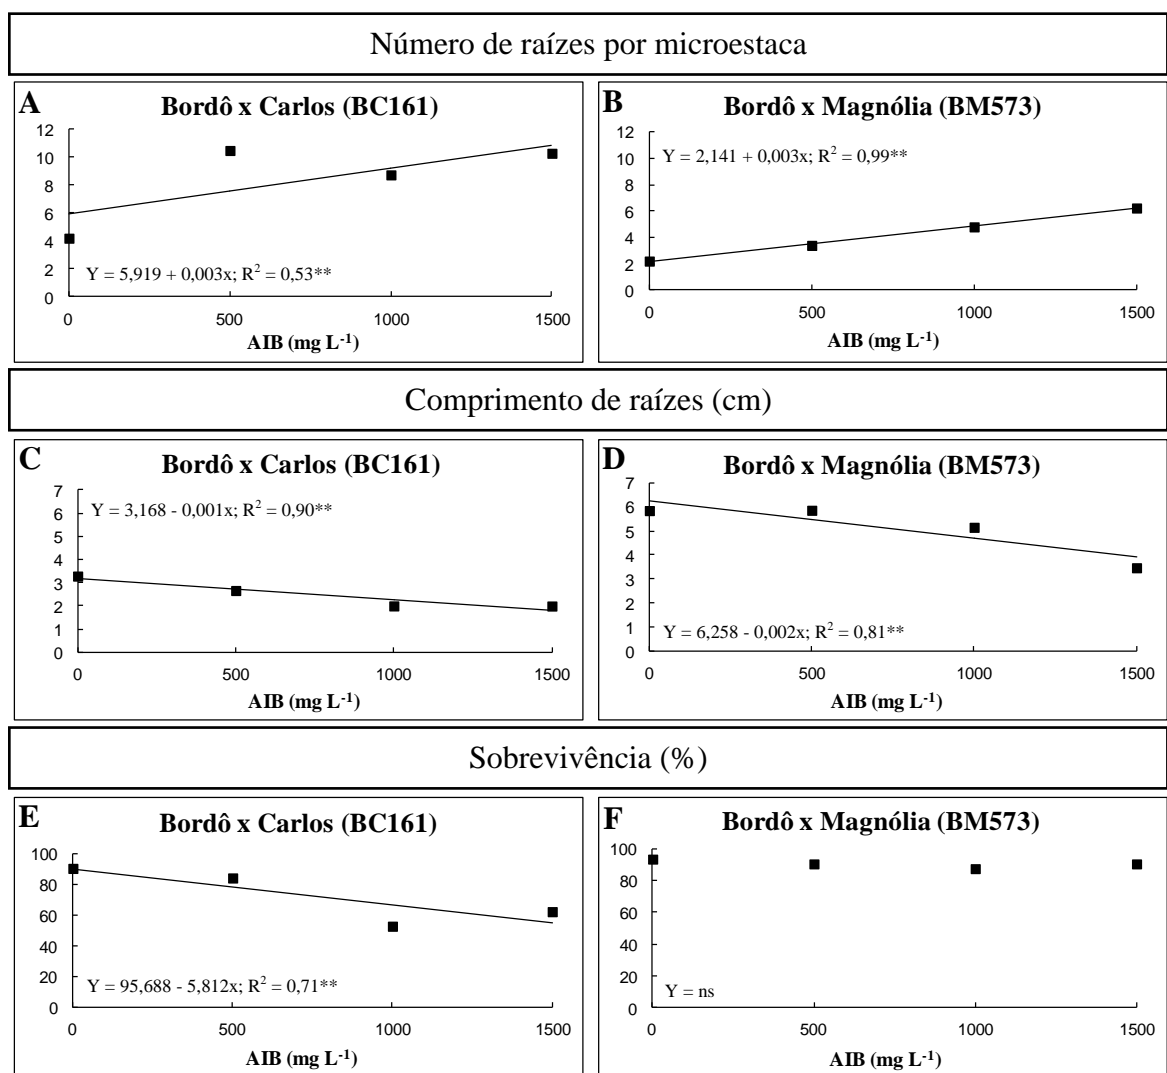 Número de raízes por microestaca
A
Bordô x Carlos (BC161)
12
10
8
6
4
2
0
Y = 5,919 + 0,003x; R² = 0,53**
0 500 1000 1500
AIB (mg L⁻¹)
B
Bordô x Magnólia (BM573)
12
10
8
6
4
2
0
Y = 2,141 + 0,003x; R² = 0,99**
0 500 1000 1500
AIB (mg L⁻¹)
Comprimento de raízes (cm)
C
Bordô x Carlos (BC161)
7
6
5
4
3
2
1
0
Y = 3,168 - 0,001x; R² = 0,90**
0 500 1000 1500
AIB (mg L⁻¹)
D
Bordô x Magnólia (BM573)
7
6
5
4
3
2
1
0
Y = 6,258 - 0,002x; R² = 0,81**
0 500 1000 1500
AIB (mg L⁻¹)
Sobrevivência (%)
E
Bordô x Carlos (BC161)
100
80
60
40
20
0
Y = 95,688 - 5,812x; R² = 0,71**
0 500 1000 1500
AIB (mg L⁻¹)
F
Bordô x Magnólia (BM573)
100
80
60
40
20
0
Y = ns
0 500 1000 1500
AIB (mg L⁻¹)